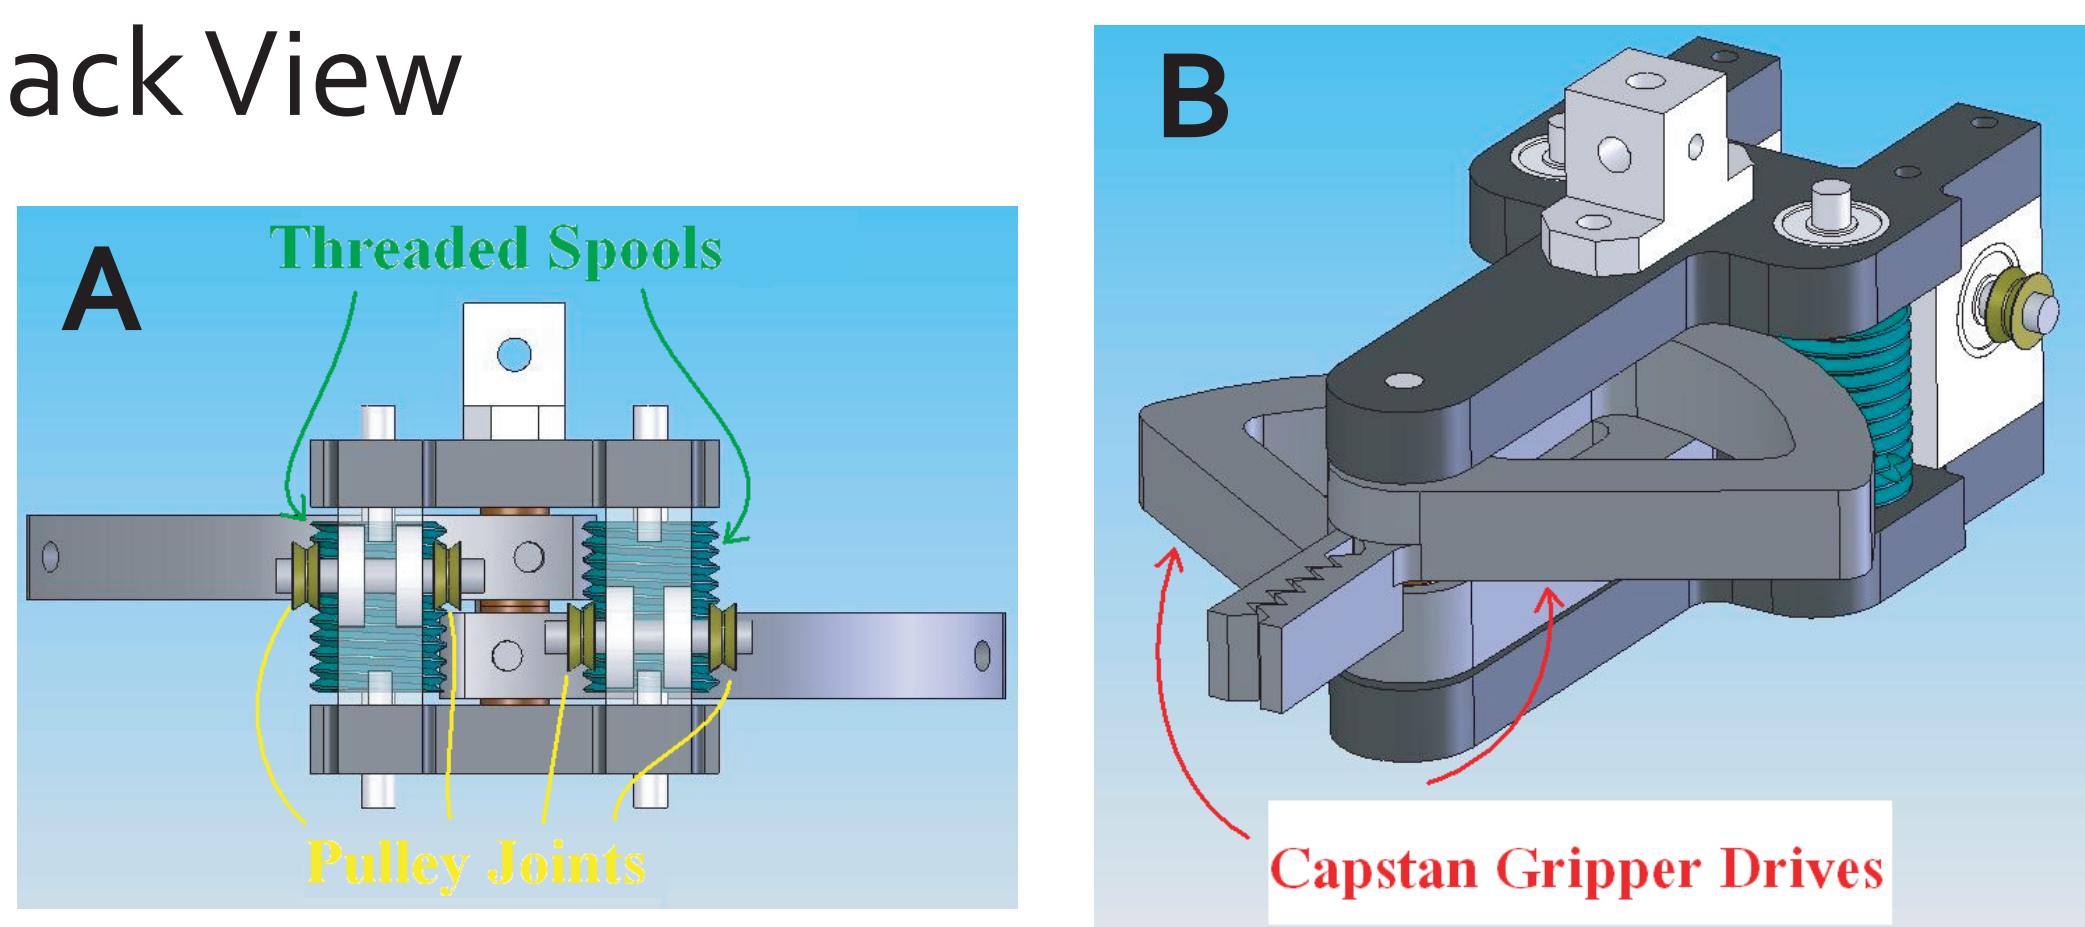 ack View
A
Threaded Spools
Pulley Joints
B
Capstan Gripper Drives